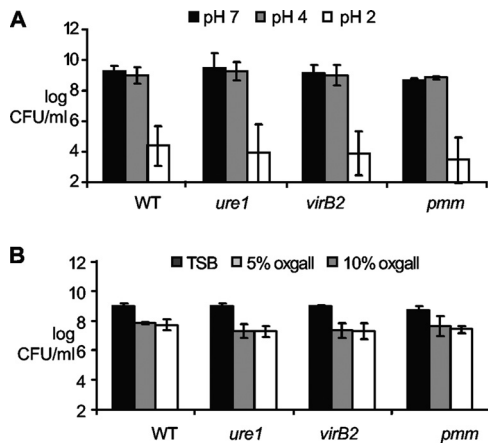 A
pH 7 pH 4 pH 2
12
10
8
log
CFU/ml 6
4
2
WT ure1 virB2 pmm
B
TSB 5% oxgall 10% oxgall
12
10
8
log
CFU/ml 6
4
2
WT ure1 virB2 pmm